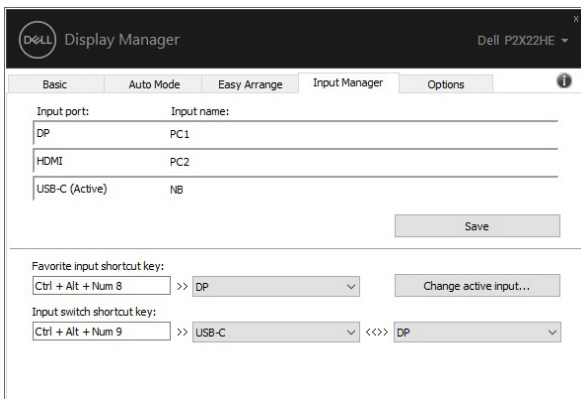 DELL Display Manager Dell P2X22HE
Basic Auto Mode Easy Arrange Input Manager Options
Input port: Input name:
DP PC1
HDMI PC2
USB-C (Active) NB
Save
Favorite input shortcut key:
Ctrl + Alt + Num 8 >> DP Change active input...
Input switch shortcut key:
Ctrl + Alt + Num 9 >> USB-C <<>> DP